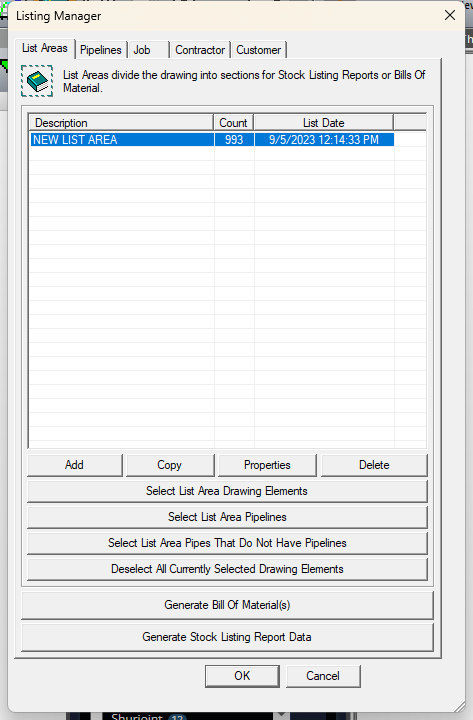 Listing Manager
List Areas Pipelines Job Contractor Customer
List Areas divide the drawing into sections for Stock Listing Reports or Bills Of
Material.
Description Count List Date
NEW LIST AREA 993 9/5/2023 12:14:33 PM
Add Copy Properties Delete
Select List Area Drawing Elements
Select List Area Pipelines
Select List Area Pipes That Do Not Have Pipelines
Deselect All Currently Selected Drawing Elements
Generate Bill Of Material(s)
Generate Stock Listing Report Data
OK Cancel
Shurjoint 12